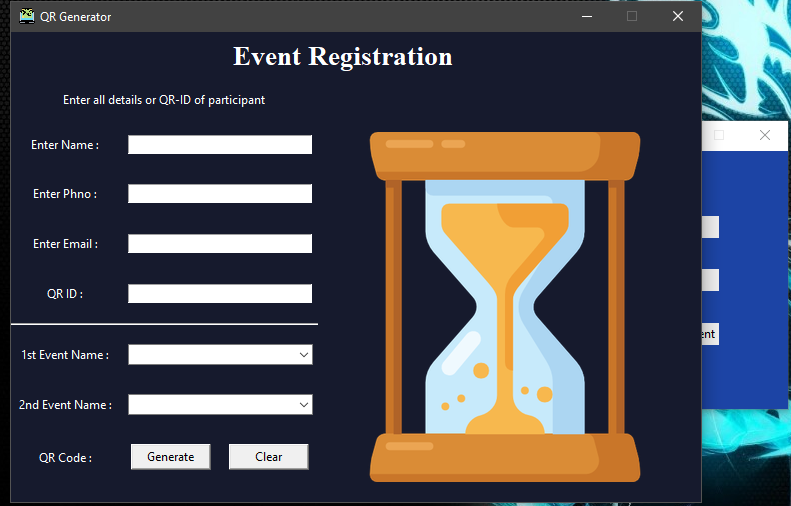 QR Generator
Event Registration
Enter all details or QR-ID of participant
Enter Name :
Enter Phno :
Enter Email :
QR ID :
1st Event Name :
2nd Event Name :
QR Code :
Generate
Clear